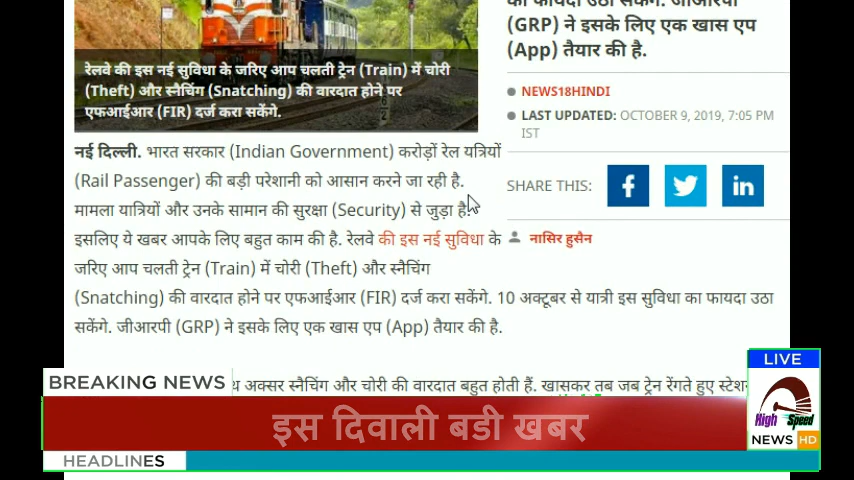 का फायदा उठा सकेंगे. जीआरपी
(GRP) ने इसके लिए एक खास एप
(App) तैयार की है.
रेलवे की इस नई सुविधा के जरिए आप चलती ट्रेन (Train) में चोरी
(Theft) और स्नैचिंग (Snatching) की वारदात होने पर
एफआईआर (FIR) दर्ज करा सकेंगे.
NEWS18HINDI
LAST UPDATED: OCTOBER 9, 2019, 7:05 PM
IST
SHARE THIS:
नासिर हुसैन
नई दिल्ली. भारत सरकार (Indian Government) करोड़ों रेल यत्रियों
(Rail Passenger) की बड़ी परेशानी को आसान करने जा रही है.
मामला यात्रियों और उनके सामान की सुरक्षा (Security) से जुड़ा है.
इसलिए ये खबर आपके लिए बहुत काम की है. रेलवे की इस नई सुविधा के
जरिए आप चलती ट्रेन (Train) में चोरी (Theft) और स्नैचिंग
(Snatching) की वारदात होने पर एफआईआर (FIR) दर्ज करा सकेंगे. 10 अक्टूबर से यात्री इस सुविधा का फायदा उठा
सकेंगे. जीआरपी (GRP) ने इसके लिए एक खास एप (App) तैयार की है.
अक्सर स्नैचिंग और चोरी की वारदात बहुत होती हैं. खासकर तब जब ट्रेन रेंगते हुए
BREAKING NEWS
इस दिवाली बडी खबर
HEADLINES
LIVE
High Speed
NEWS HD